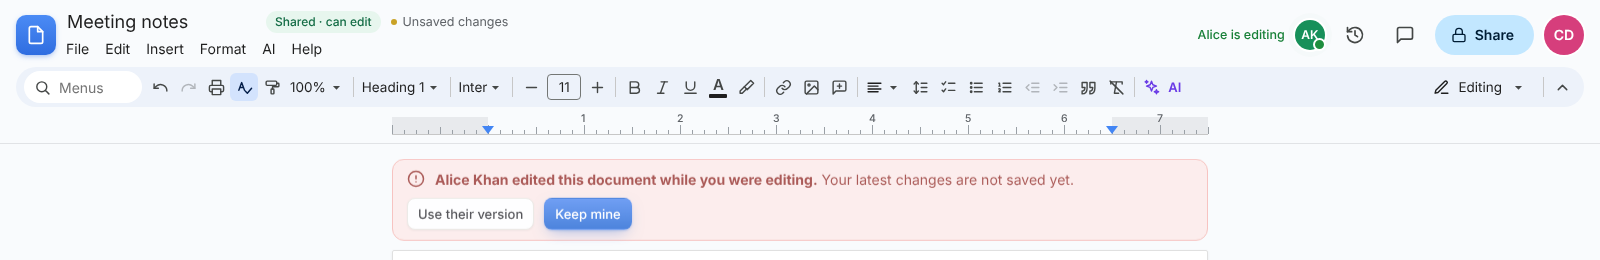 Meeting notes
Shared · can edit
Unsaved changes
File Edit Insert Format AI Help
Alice is editing
AK
Share
CD
Menus
100%
Heading 1
Inter
11
B I U A
AI
Editing
1 2 3 4 5 6 7
Alice Khan edited this document while you were editing. Your latest changes are not saved yet.
Use their version
Keep mine